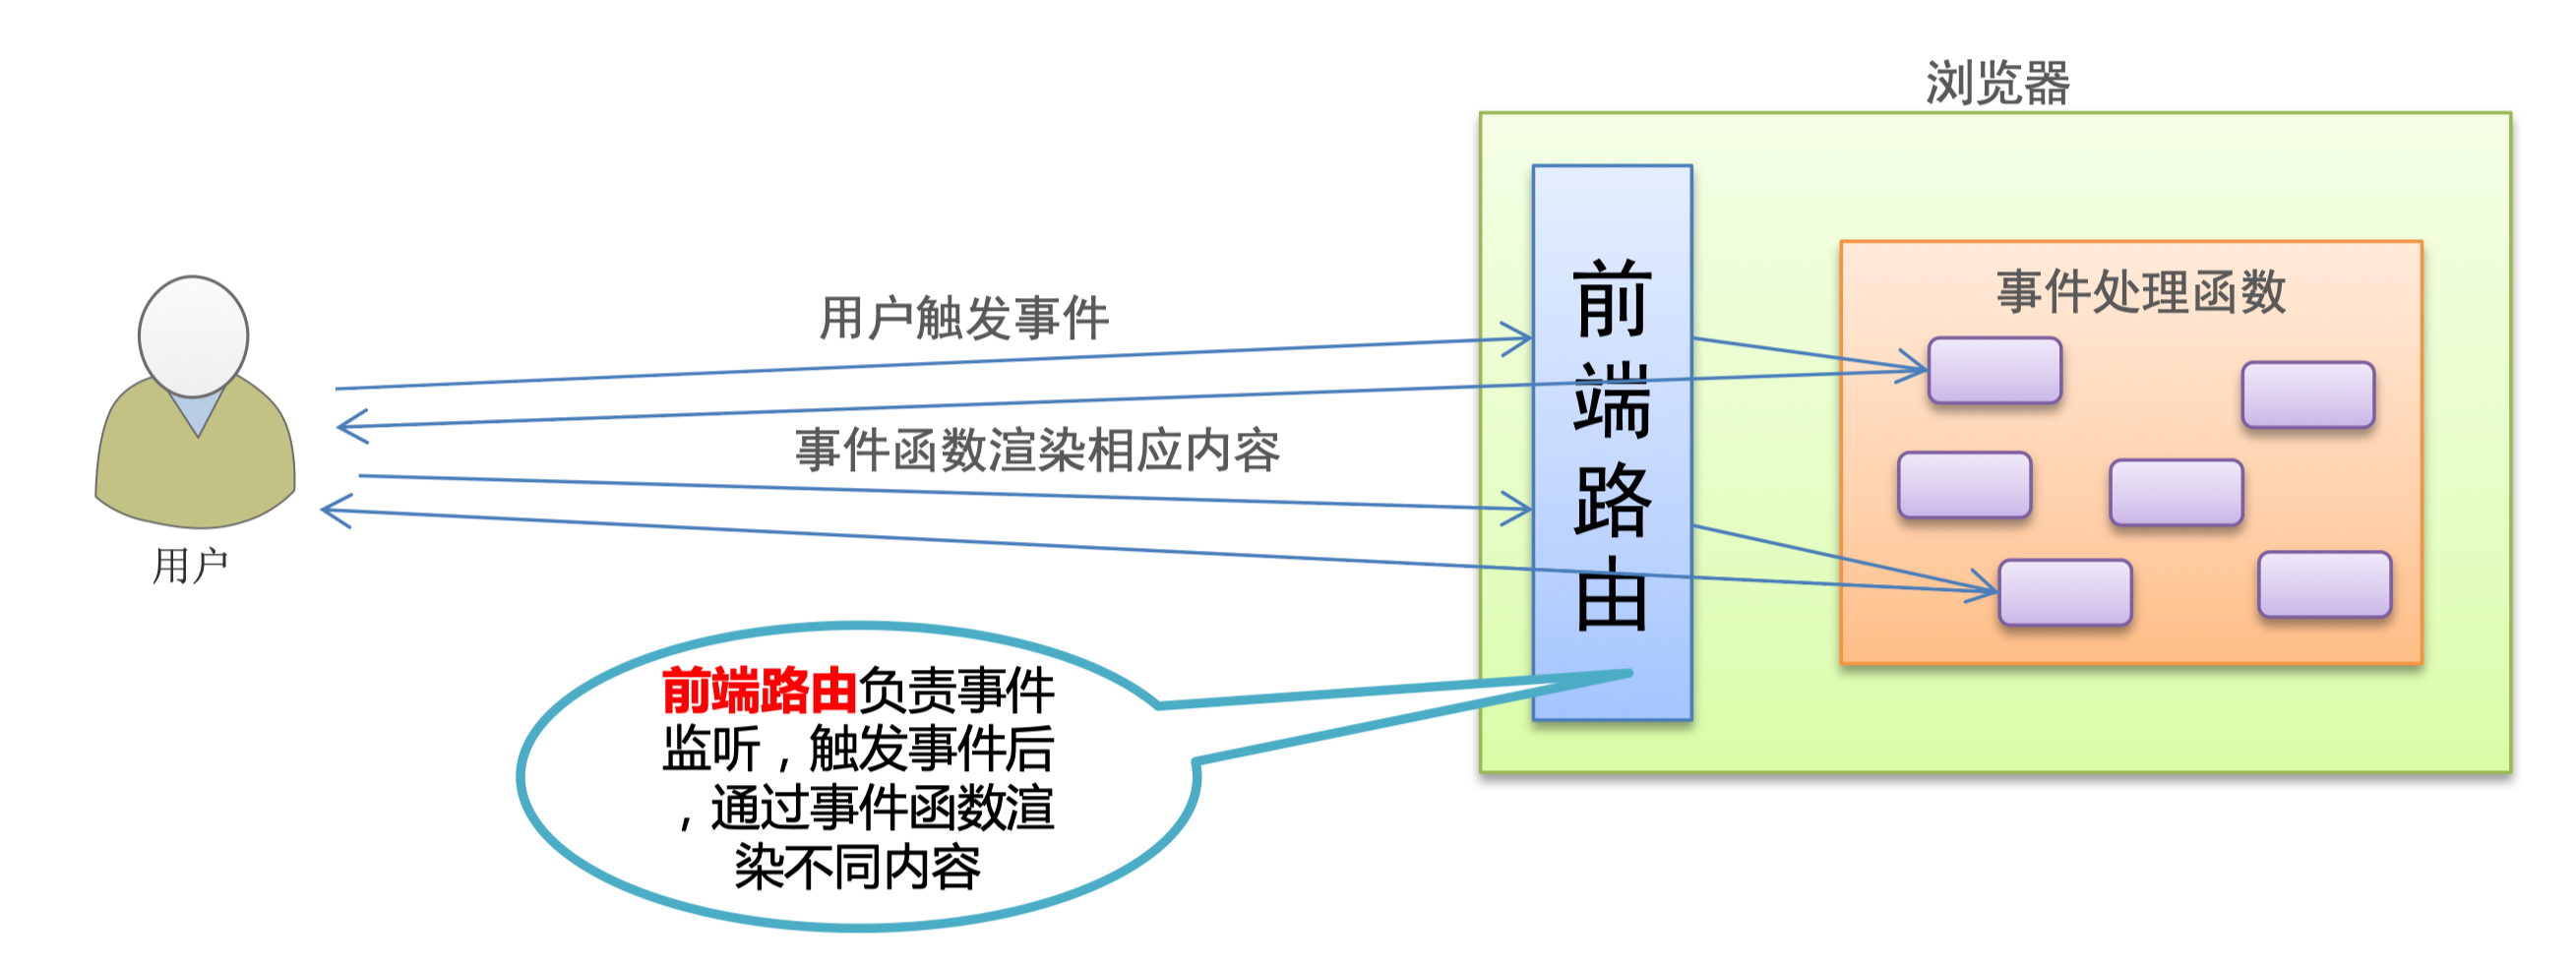 浏览器
前
端
路
由
事件处理函数
用户触发事件
事件函数渲染相应内容
用户
前端路由负责事件
监听，触发事件后
，通过事件函数渲
染不同内容